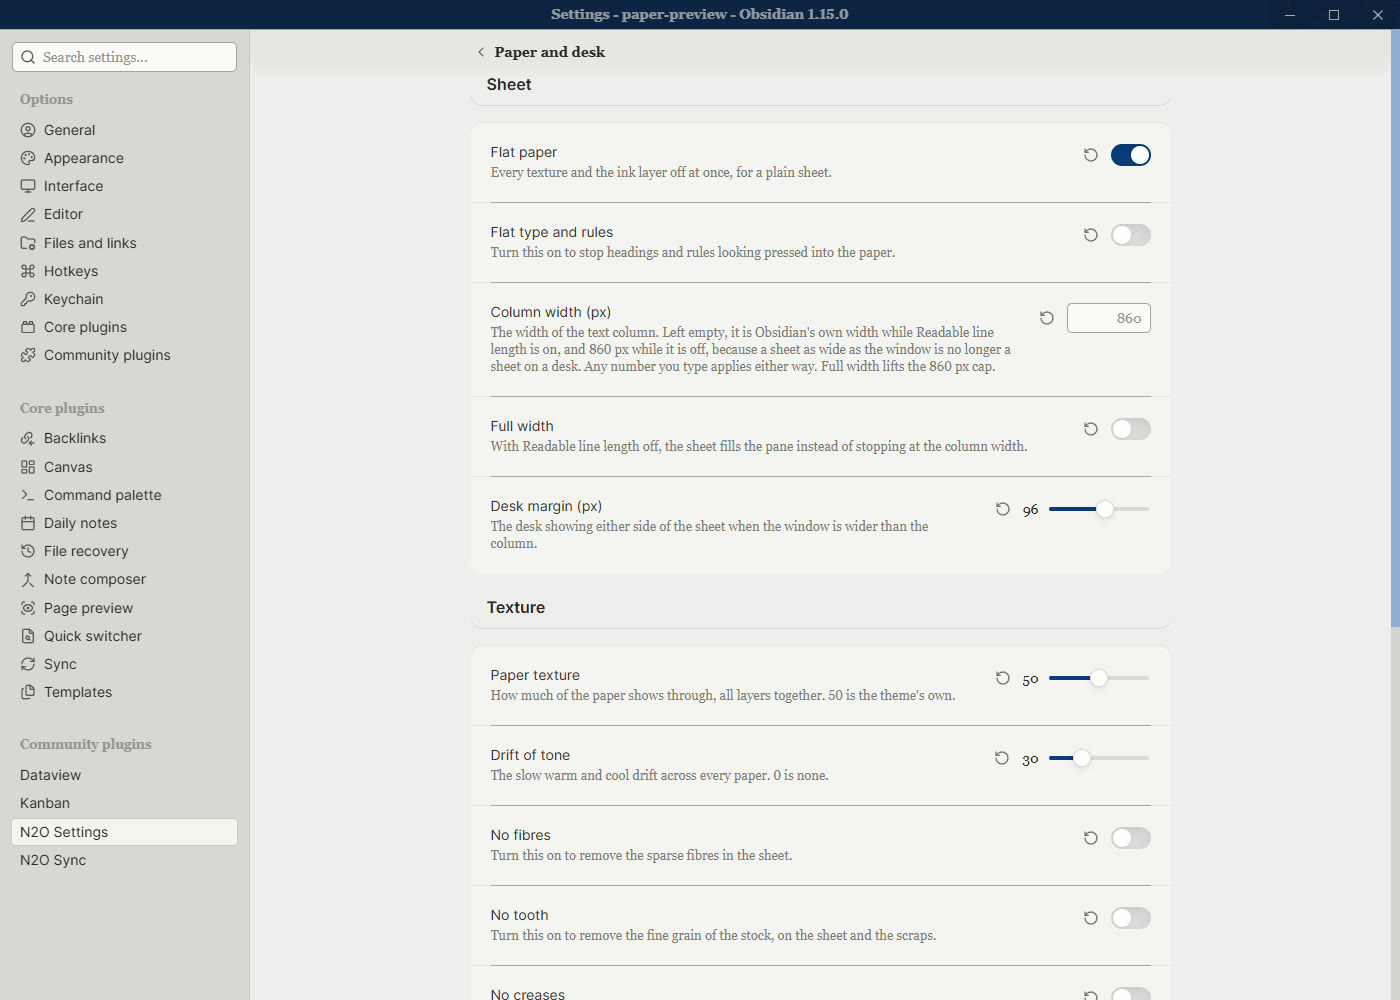 Settings - paper-preview - Obsidian 1.15.0
Search settings...
Options
General
Appearance
Interface
Editor
Files and links
Hotkeys
Keychain
Core plugins
Community plugins
Core plugins
Backlinks
Canvas
Command palette
Daily notes
File recovery
Note composer
Page preview
Quick switcher
Sync
Templates
Community plugins
Dataview
Kanban
N2O Settings
N2O Sync
Paper and desk
Sheet
Flat paper
Every texture and the ink layer off at once, for a plain sheet.
Flat type and rules
Turn this on to stop headings and rules looking pressed into the paper.
Column width (px)
860
The width of the text column. Left empty, it is Obsidian's own width while Readable line
length is on, and 860 px while it is off, because a sheet as wide as the window is no longer a
sheet on a desk. Any number you type applies either way. Full width lifts the 860 px cap.
Full width
With Readable line length off, the sheet fills the pane instead of stopping at the column width.
Desk margin (px)
96
The desk showing either side of the sheet when the window is wider than the
column.
Texture
Paper texture
50
How much of the paper shows through, all layers together. 50 is the theme's own.
Drift of tone
30
The slow warm and cool drift across every paper. 0 is none.
No fibres
Turn this on to remove the sparse fibres in the sheet.
No tooth
Turn this on to remove the fine grain of the stock, on the sheet and the scraps.
No creases